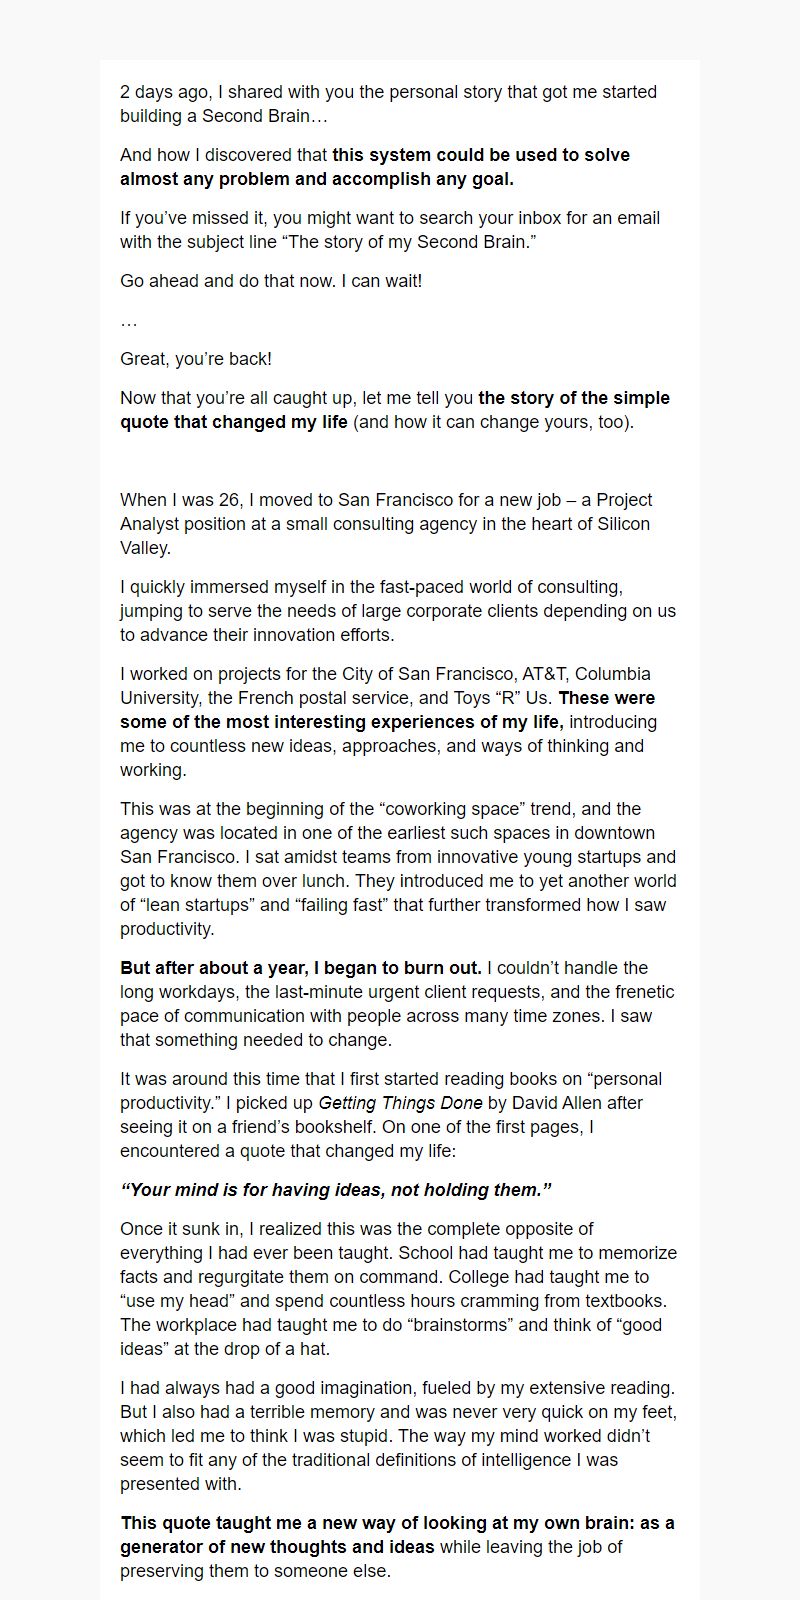 2 days ago, I shared with you the personal story that got me started
building a Second Brain…
And how I discovered that this system could be used to solve
almost any problem and accomplish any goal.
If you’ve missed it, you might want to search your inbox for an email
with the subject line “The story of my Second Brain.”
Go ahead and do that now. I can wait!
…
Great, you’re back!
Now that you’re all caught up, let me tell you the story of the simple
quote that changed my life (and how it can change yours, too).
When I was 26, I moved to San Francisco for a new job – a Project
Analyst position at a small consulting agency in the heart of Silicon
Valley.
I quickly immersed myself in the fast-paced world of consulting,
jumping to serve the needs of large corporate clients depending on us
to advance their innovation efforts.
I worked on projects for the City of San Francisco, AT&T, Columbia
University, the French postal service, and Toys “R” Us. These were
some of the most interesting experiences of my life, introducing
me to countless new ideas, approaches, and ways of thinking and
working.
This was at the beginning of the “coworking space” trend, and the
agency was located in one of the earliest such spaces in downtown
San Francisco. I sat amidst teams from innovative young startups and
got to know them over lunch. They introduced me to yet another world
of “lean startups” and “failing fast” that further transformed how I saw
productivity.
But after about a year, I began to burn out. I couldn’t handle the
long workdays, the last-minute urgent client requests, and the frenetic
pace of communication with people across many time zones. I saw
that something needed to change.
It was around this time that I first started reading books on “personal
productivity.” I picked up Getting Things Done by David Allen after
seeing it on a friend’s bookshelf. On one of the first pages, I
encountered a quote that changed my life:
“Your mind is for having ideas, not holding them.”
Once it sunk in, I realized this was the complete opposite of
everything I had ever been taught. School had taught me to memorize
facts and regurgitate them on command. College had taught me to
“use my head” and spend countless hours cramming from textbooks.
The workplace had taught me to do “brainstorms” and think of “good
ideas” at the drop of a hat.
I had always had a good imagination, fueled by my extensive reading.
But I also had a terrible memory and was never very quick on my feet,
which led me to think I was stupid. The way my mind worked didn’t
seem to fit any of the traditional definitions of intelligence I was
presented with.
This quote taught me a new way of looking at my own brain: as a
generator of new thoughts and ideas while leaving the job of
preserving them to someone else.